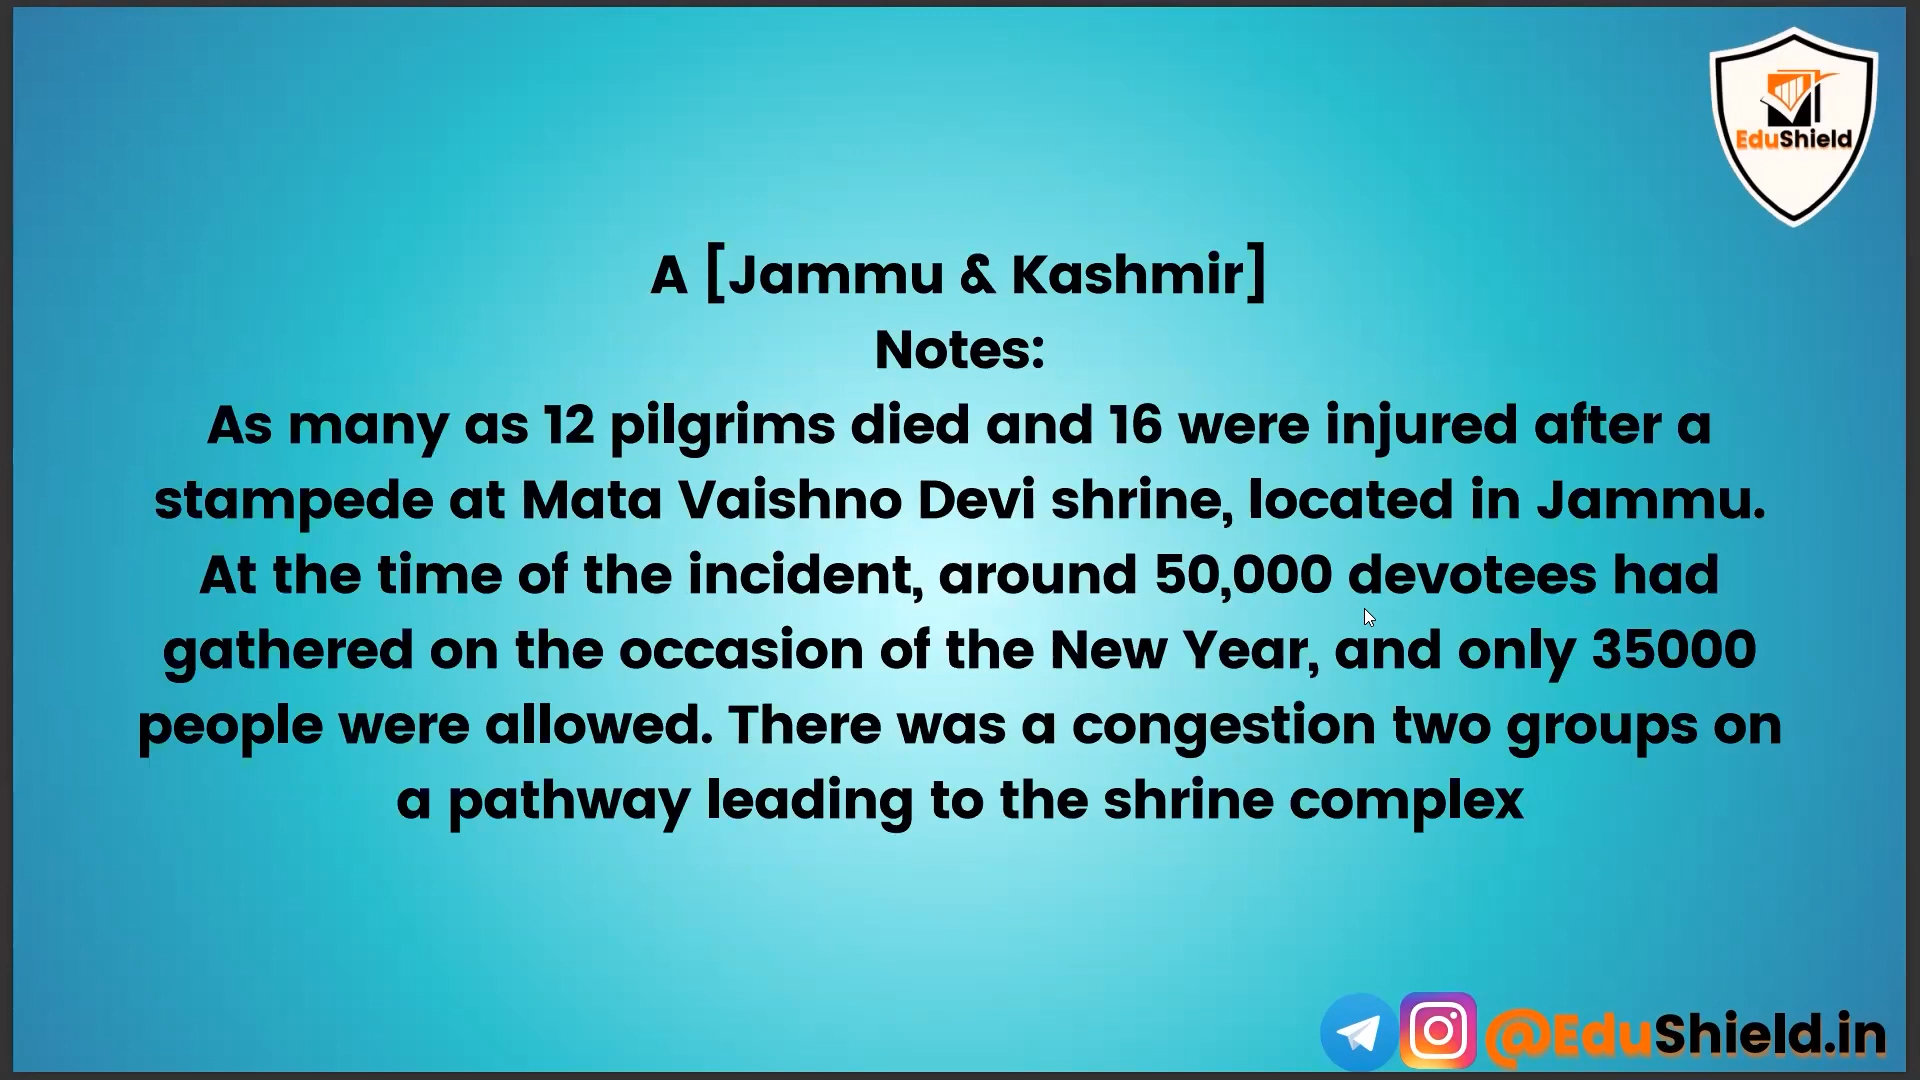 EduShield
A [Jammu & Kashmir]
Notes:
As many as 12 pilgrims died and 16 were injured after a
stampede at Mata Vaishno Devi shrine, located in Jammu.
At the time of the incident, around 50,000 devotees had
gathered on the occasion of the New Year, and only 35000
people were allowed. There was a congestion two groups on
a pathway leading to the shrine complex
@EduShield.in